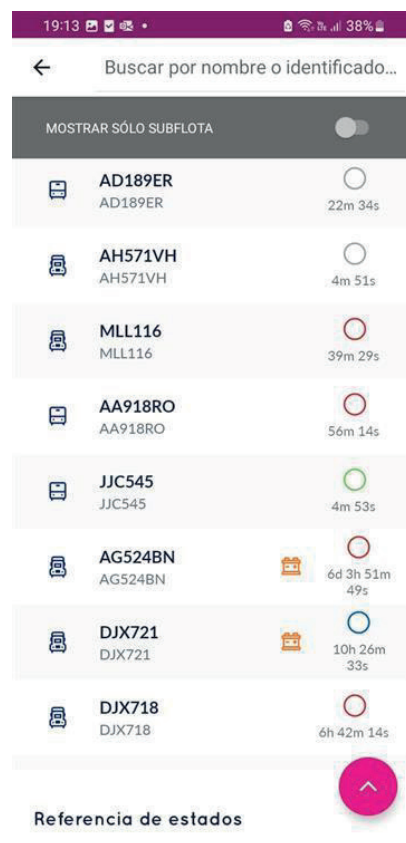 19:13 38%
Buscar por nombre o identificado...
MOSTRAR SÓLO SUBFLOTA
AD189ER
AD189ER
22m 34s
AH571VH
AH571VH
4m 51s
MLL116
MLL116
39m 29s
AA918RO
AA918RO
56m 14s
JJC545
JJC545
4m 53s
AG524BN
AG524BN
6d 3h 51m
49s
DJX721
DJX721
10h 26m
33s
DJX718
DJX718
6h 42m 14s
Referencia de estados